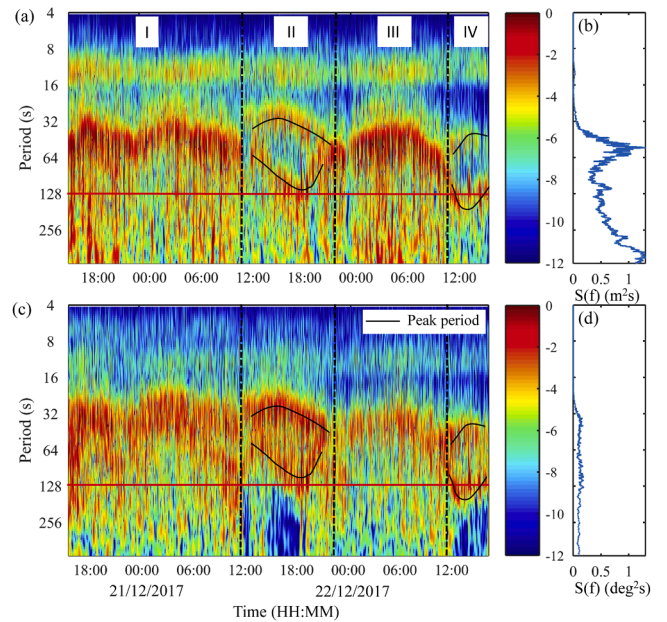 (a)
I
II
III
IV
(b)
Period (s)
4
8
16
32
64
128
256
18:00 00:00 06:00 12:00 18:00 00:00 06:00 12:00
0
-2
-4
-6
-8
-10
-12
0 0.5 1
S(f) (m²s)
(c)
Peak period
(d)
Period (s)
4
8
16
32
64
128
256
18:00 00:00 06:00 12:00 18:00 00:00 06:00 12:00
21/12/2017 22/12/2017
Time (HH:MM)
0
-2
-4
-6
-8
-10
-12
0 0.5 1
S(f) (deg²s)